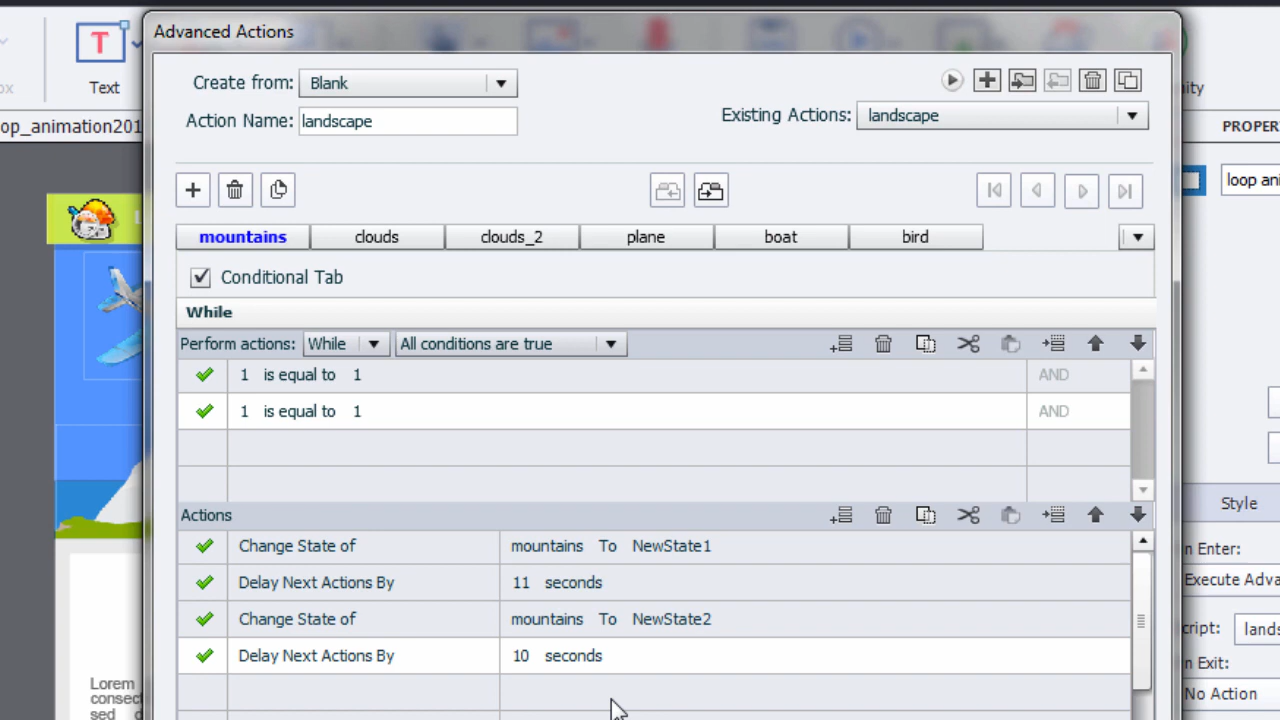 Advanced Actions
Create from: Blank
Text
Action Name: landscape
Existing Actions: landscape
op_animation201
PROPER
loop ani
mountains clouds clouds_2 plane boat bird
Conditional Tab
While
Perform actions: While All conditions are true
1 is equal to 1 AND
1 is equal to 1 AND
Actions
Style
Change State of mountains To NewState1
n Enter:
Delay Next Actions By 11 seconds
Execute Adva
Change State of mountains To NewState2
cript: lands
Delay Next Actions By 10 seconds
n Exit:
No Action
Lorem
consect
sed d